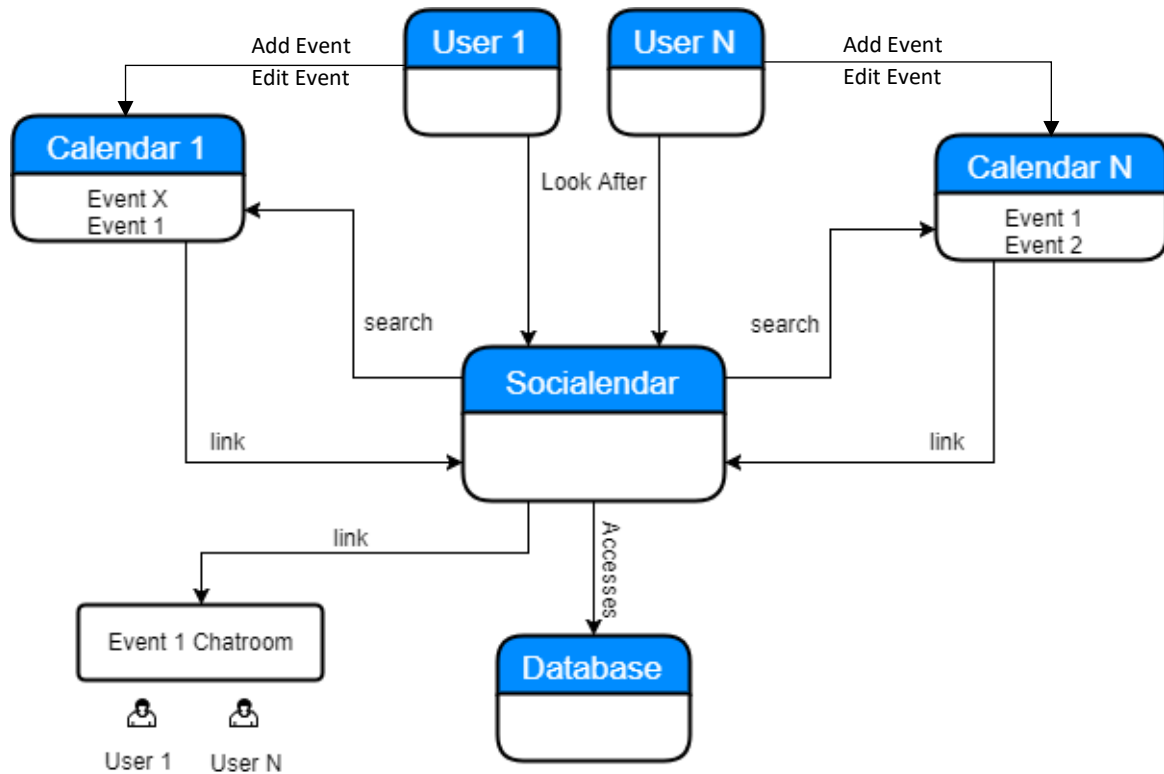 User 1
User N
Add Event
Edit Event
Add Event
Edit Event
Calendar 1
Event X
Event 1
Calendar N
Event 1
Event 2
Look After
search
search
Socialendar
link
link
link
Accesses
Event 1 Chatroom
User 1
User N
Database